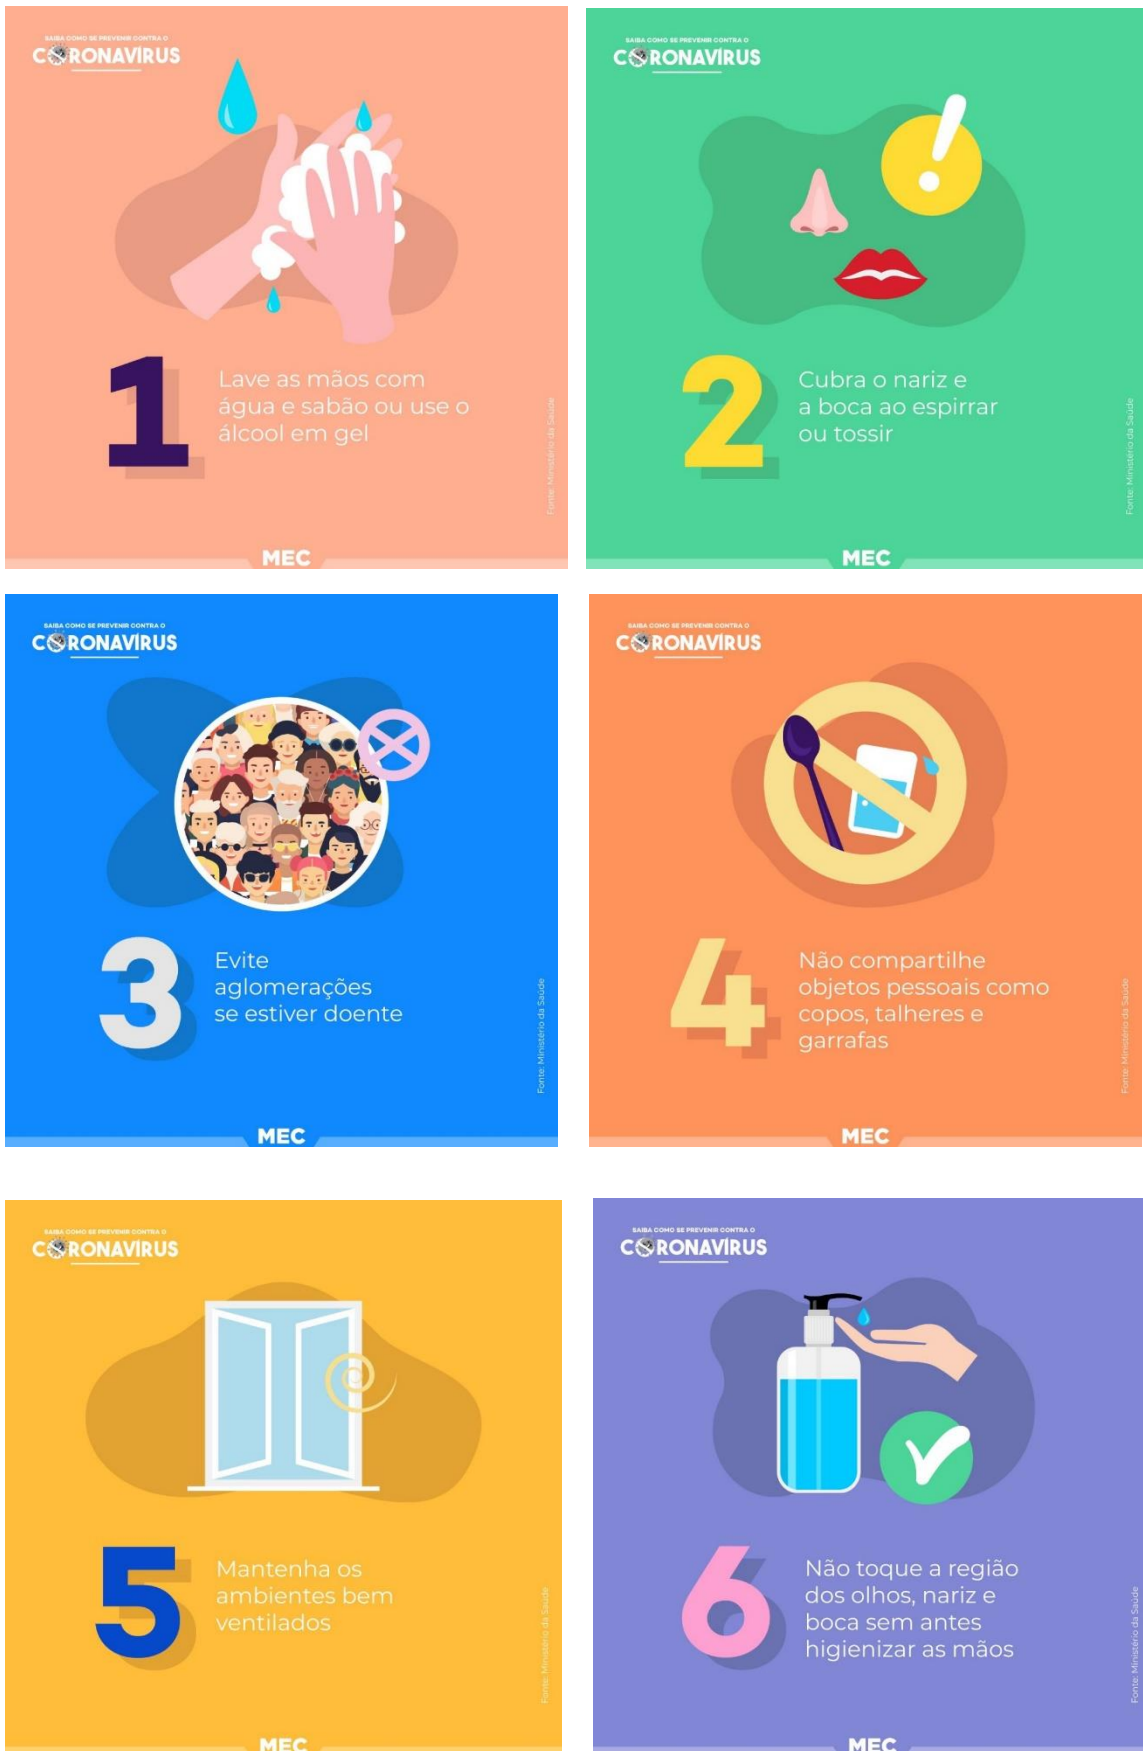 SAIBA COMO SE PREVENIR CONTRA O
CORONAVÍRUS
1
Lave as mãos com
água e sabão ou use o
álcool em gel
Fonte: Ministério da Saúde
MEC
SAIBA COMO SE PREVENIR CONTRA O
CORONAVÍRUS
2
Cubra o nariz e
a boca ao espirrar
ou tossir
Fonte: Ministério da Saúde
MEC
SAIBA COMO SE PREVENIR CONTRA O
CORONAVÍRUS
3
Evite
aglomerações
se estiver doente
Fonte: Ministério da Saúde
MEC
SAIBA COMO SE PREVENIR CONTRA O
CORONAVÍRUS
4
Não compartilhe
objetos pessoais como
copos, talheres e
garrafas
Fonte: Ministério da Saúde
MEC
SAIBA COMO SE PREVENIR CONTRA O
CORONAVÍRUS
5
Mantenha os
ambientes bem
ventilados
Fonte: Ministério da Saúde
MEC
SAIBA COMO SE PREVENIR CONTRA O
CORONAVÍRUS
6
Não toque a região
dos olhos, nariz e
boca sem antes
higienizar as mãos
Fonte: Ministério da Saúde
MEC